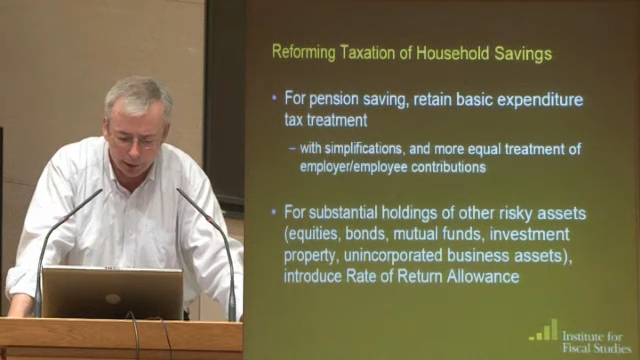 Reforming Taxation of Household Savings
• For pension saving, retain basic expenditure
tax treatment
– with simplifications, and more equal treatment of
employer/employee contributions
• For substantial holdings of other risky assets
(equities, bonds, mutual funds, investment
property, unincorporated business assets),
introduce Rate of Return Allowance
Institute for
Fiscal Studies